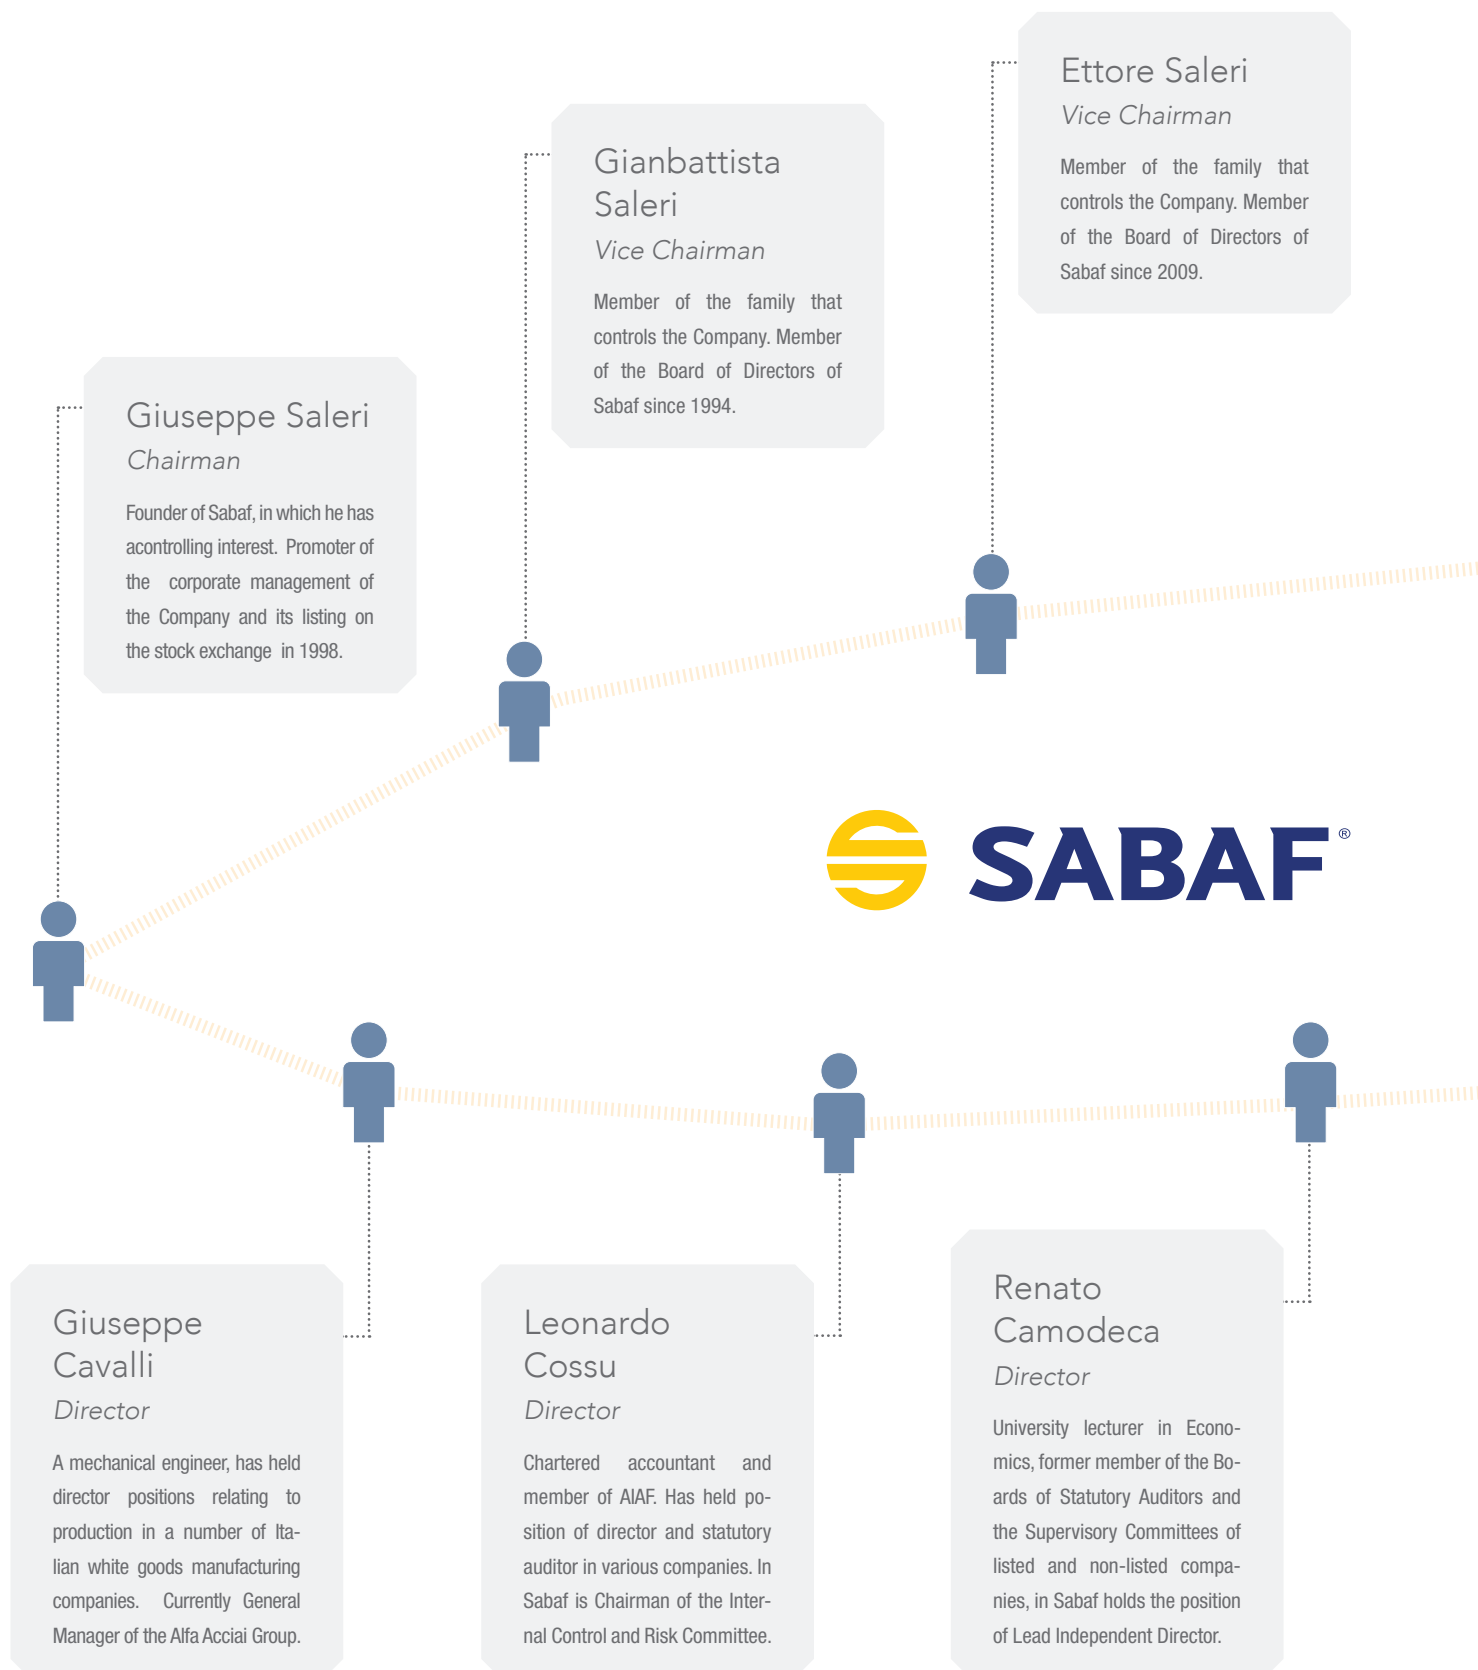 Ettore Saleri
Vice Chairman
Member of the family that
controls the Company. Member
of the Board of Directors of
Sabaf since 2009.
Gianbattista
Saleri
Vice Chairman
Member of the family that
controls the Company. Member
of the Board of Directors of
Sabaf since 1994.
Giuseppe Saleri
Chairman
Founder of Sabaf, in which he has
acontrolling interest. Promoter of
the corporate management of
the Company and its listing on
the stock exchange in 1998.
SABAF®
Giuseppe
Cavalli
Director
A mechanical engineer, has held
director positions relating to
production in a number of Ita-
lian white goods manufacturing
companies. Currently General
Manager of the Alfa Acciai Group.
Leonardo
Cossu
Director
Chartered accountant and
member of AIAF. Has held po-
sition of director and statutory
auditor in various companies. In
Sabaf is Chairman of the Inter-
nal Control and Risk Committee.
Renato
Camodeca
Director
University lecturer in Econo-
mics, former member of the Bo-
ards of Statutory Auditors and
the Supervisory Committees of
listed and non-listed compa-
nies, in Sabaf holds the position
of Lead Independent Director.